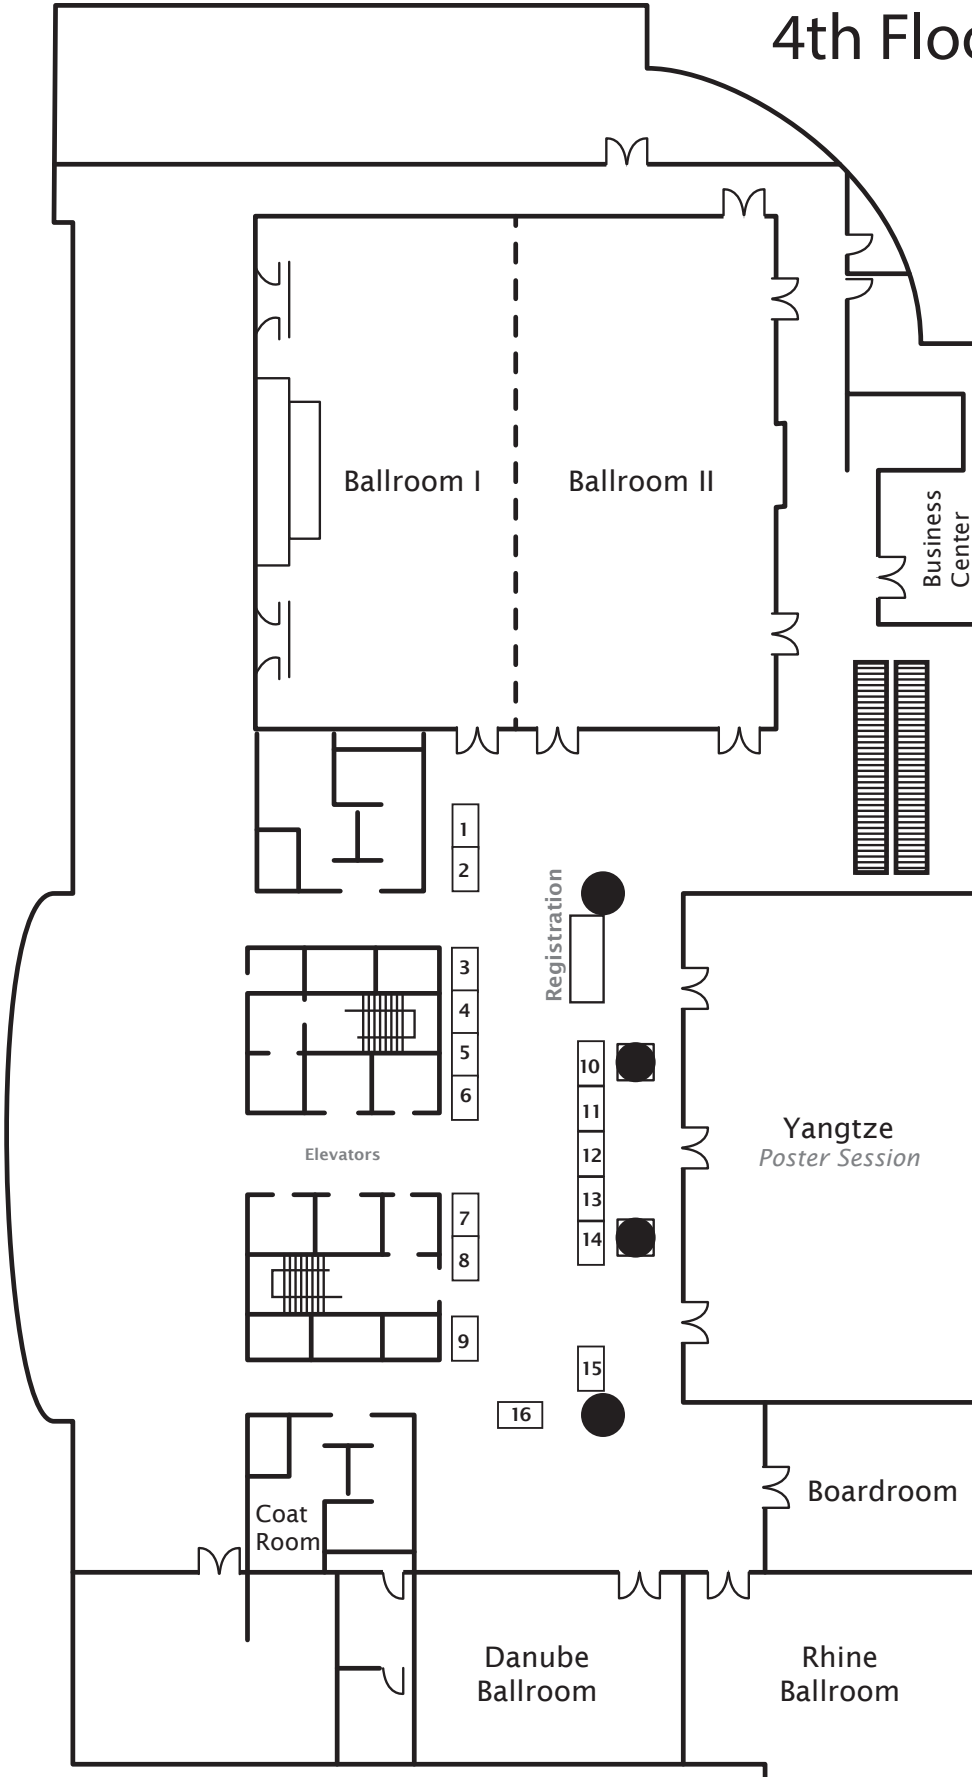 4th Floo
Ballroom I
Ballroom II
Business
Center
1
2
Registration
3
4
5
6
10
11
12
13
14
Yangtze
Poster Session
Elevators
7
8
9
15
16
Boardroom
Coat
Room
Danube
Ballroom
Rhine
Ballroom